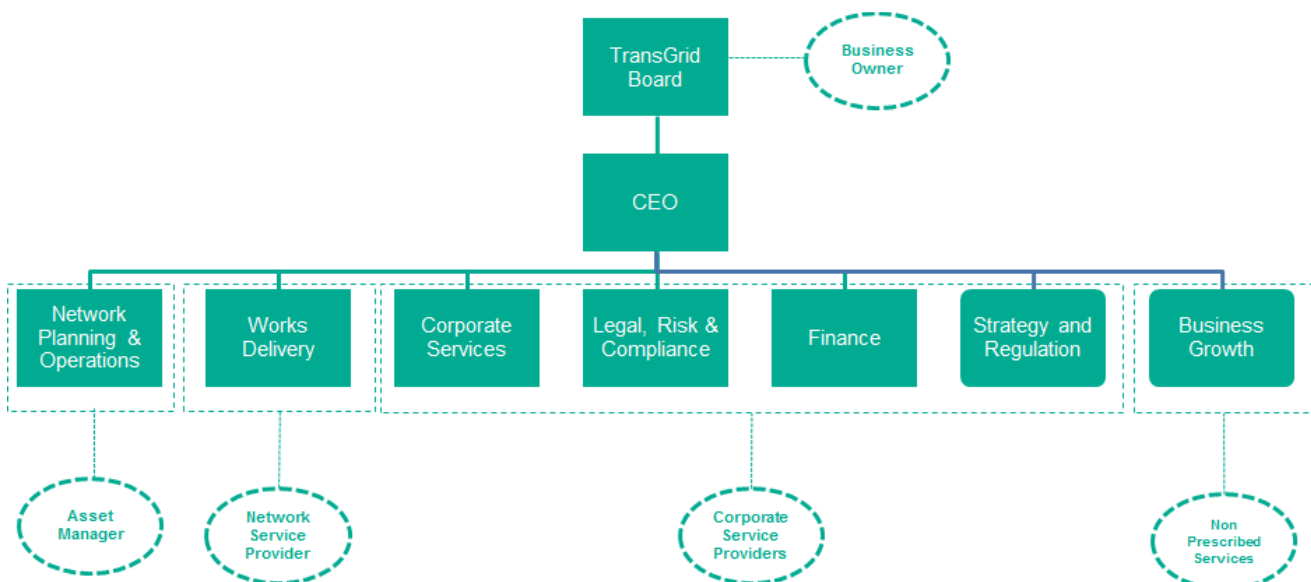 TransGrid
Board
Business
Owner
CEO
Network
Planning &
Operations
Works
Delivery
Corporate
Services
Legal, Risk &
Compliance
Finance
Strategy and
Regulation
Business
Growth
Asset
Manager
Network
Service
Provider
Corporate
Service
Providers
Non
Prescribed
Services